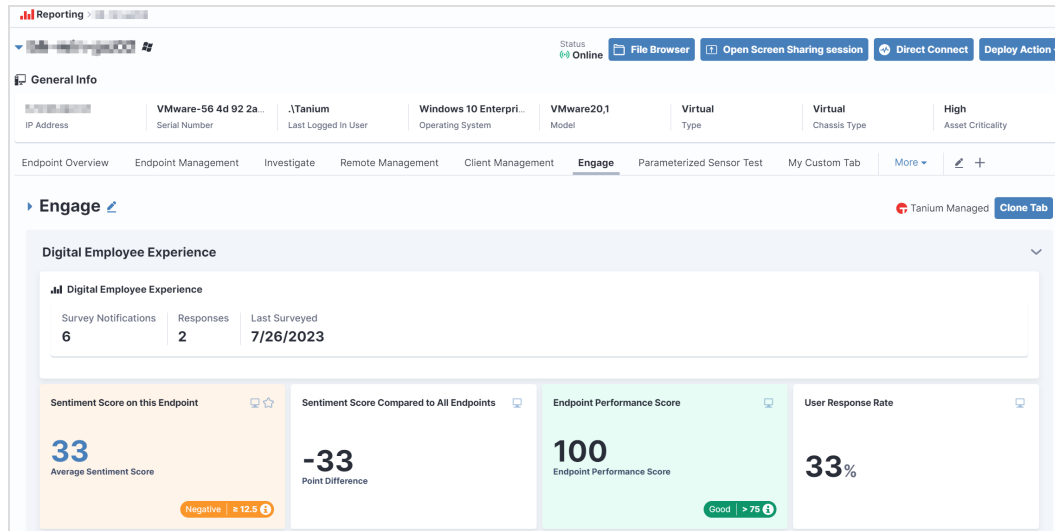 Reporting >
Status
Online
File Browser
Open Screen Sharing session
Direct Connect
Deploy Action
General Info
VMware-56 4d 92 2a...
.\Tanium
Windows 10 Enterpri...
VMware20,1
Virtual
Virtual
High
IP Address
Serial Number
Last Logged In User
Operating System
Model
Type
Chassis Type
Asset Criticality
Endpoint Overview
Endpoint Management
Investigate
Remote Management
Client Management
Engage
Parameterized Sensor Test
My Custom Tab
More
Engage
Tanium Managed
Clone Tab
Digital Employee Experience
Digital Employee Experience
Survey Notifications
Responses
Last Surveyed
6
2
7/26/2023
Sentiment Score on this Endpoint
33
Average Sentiment Score
Negative
≥ 12.5
Sentiment Score Compared to All Endpoints
-33
Point Difference
Endpoint Performance Score
100
Endpoint Performance Score
Good
> 75
User Response Rate
33%